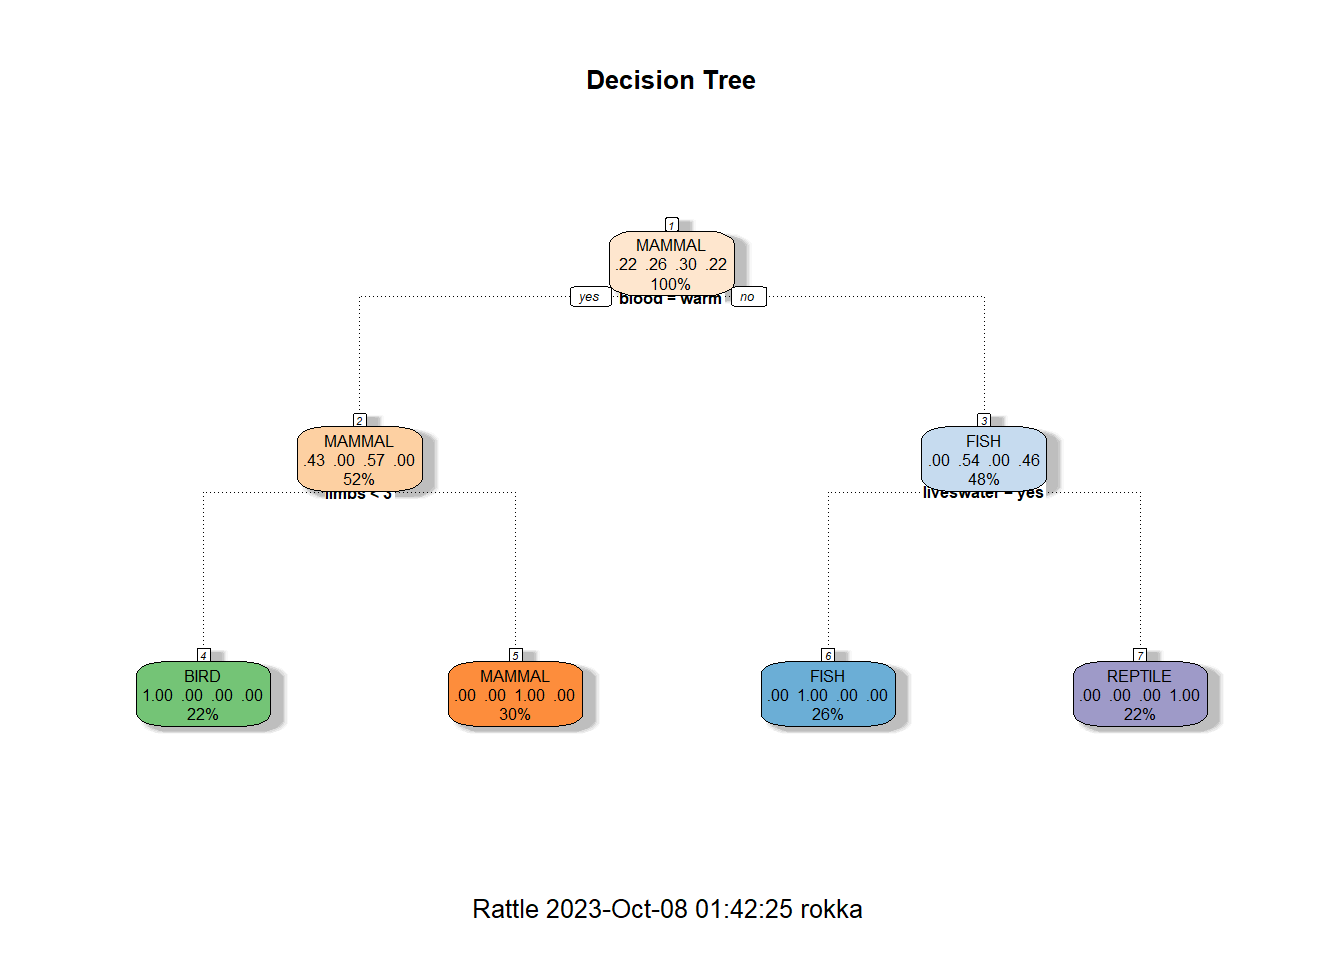 Decision Tree
1
MAMMAL
.22 .26 .30 .22
100%
yes blood = warm no
2
MAMMAL
.43 .00 .57 .00
52%
limbs < 3
3
FISH
.00 .54 .00 .46
48%
liveswater = yes
4
BIRD
1.00 .00 .00 .00
22%
5
MAMMAL
.00 .00 1.00 .00
30%
6
FISH
.00 1.00 .00 .00
26%
7
REPTILE
.00 .00 .00 1.00
22%
Rattle 2023-Oct-08 01:42:25 rokka